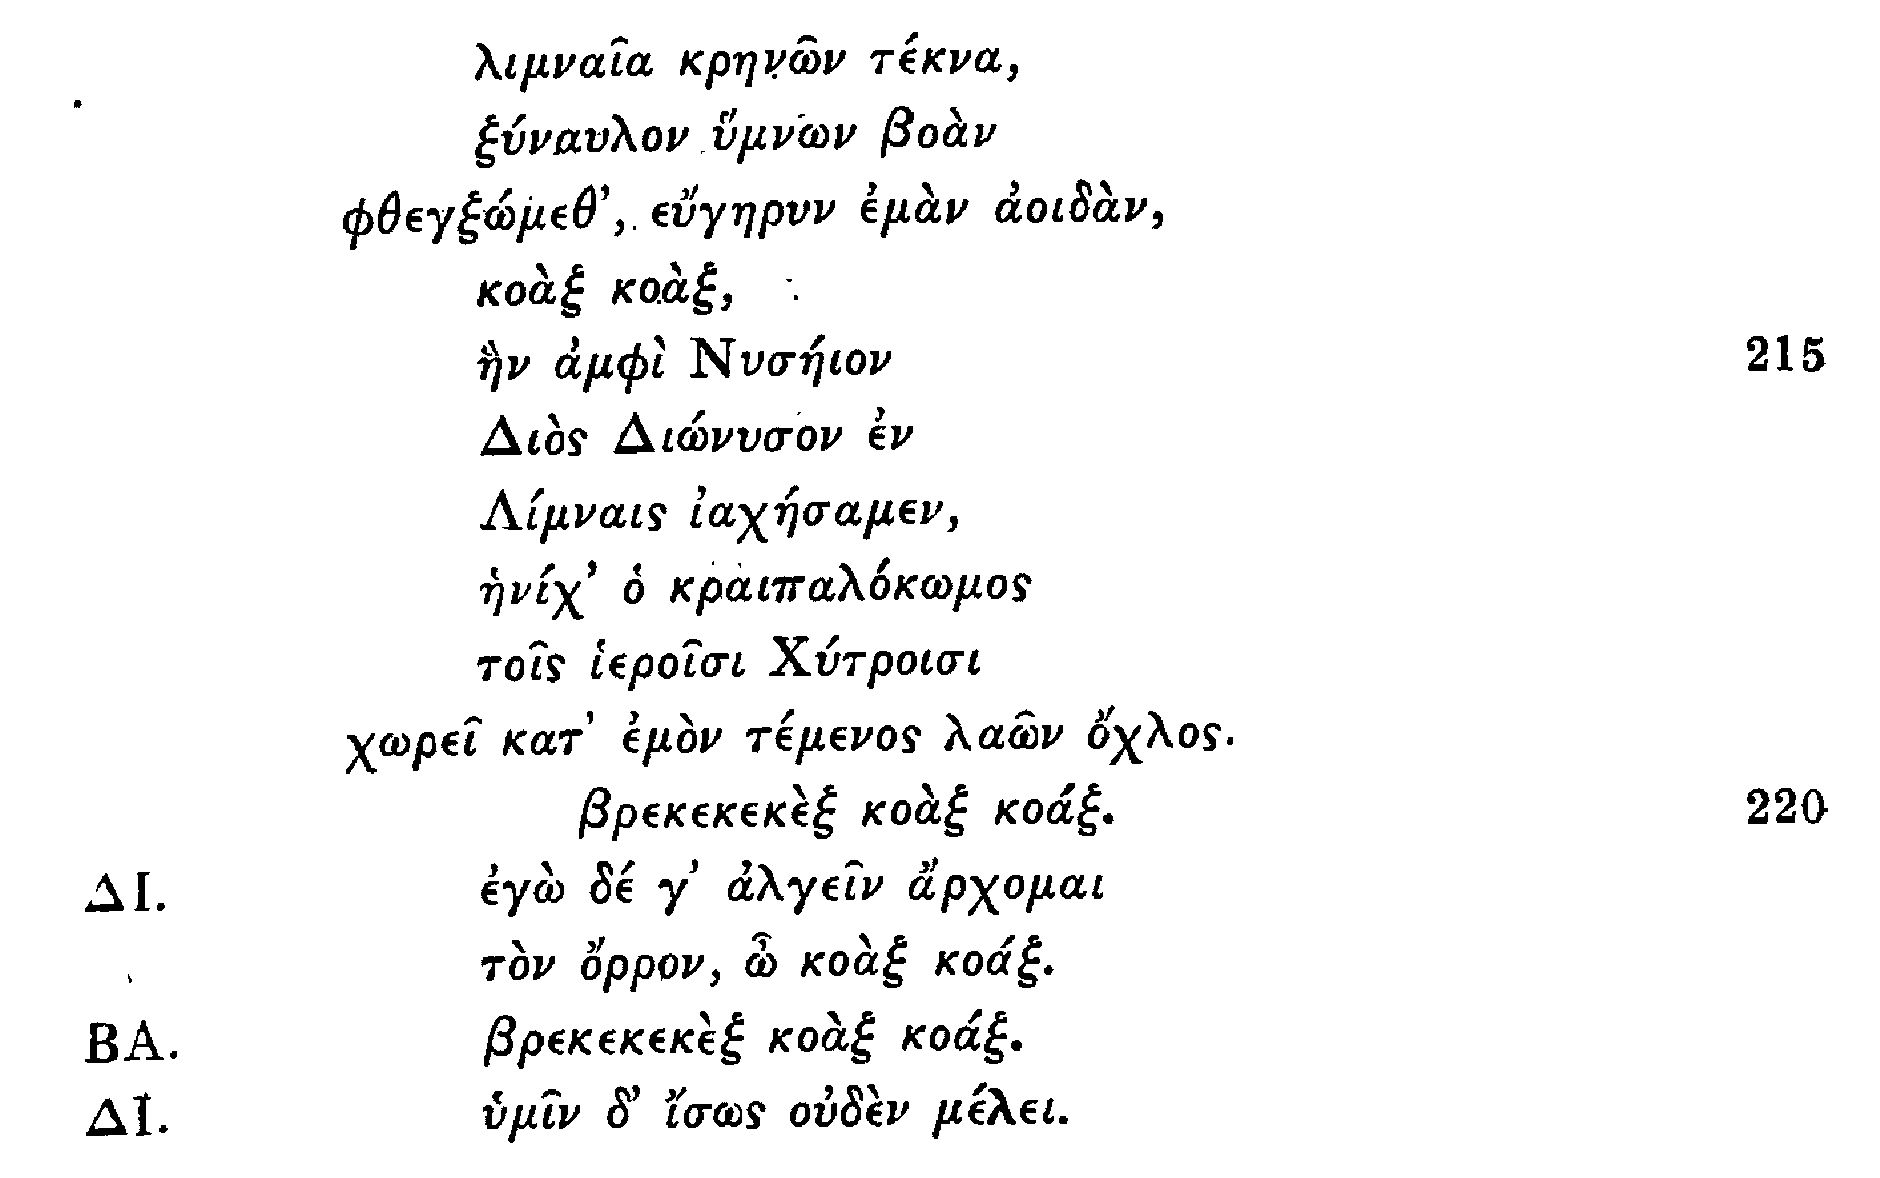 λιμναῖα κρηνῶν τέκνα,
ξύναυλον ὕμνων βοὰν
φθεγξώμεθ’, εὔγηρυν ἐμὰν ἀοιδὰν,
κοὰξ κοὰξ,
ἣν ἀμφὶ Νυσήιον 215
Διὸς Διώνυσον ἐν
Λίμναις ἰαχήσαμεν,
ἡνίχ’ ὁ κραιπαλόκωμος
τοῖς ἱεροῖσι Χύτροισι
χωρεῖ κατ’ ἐμὸν τέμενος λαῶν ὄχλος.
βρεκεκεκὲξ κοὰξ κοάξ. 220
ΔΙ. ἐγὼ δέ γ’ ἀλγεῖν ἄρχομαι
τὸν ὄρρον, ὦ κοὰξ κοάξ.
ΒΑ. βρεκεκεκὲξ κοὰξ κοάξ.
ΔΙ. ὑμῖν δ’ ἴσως οὐδὲν μέλει.